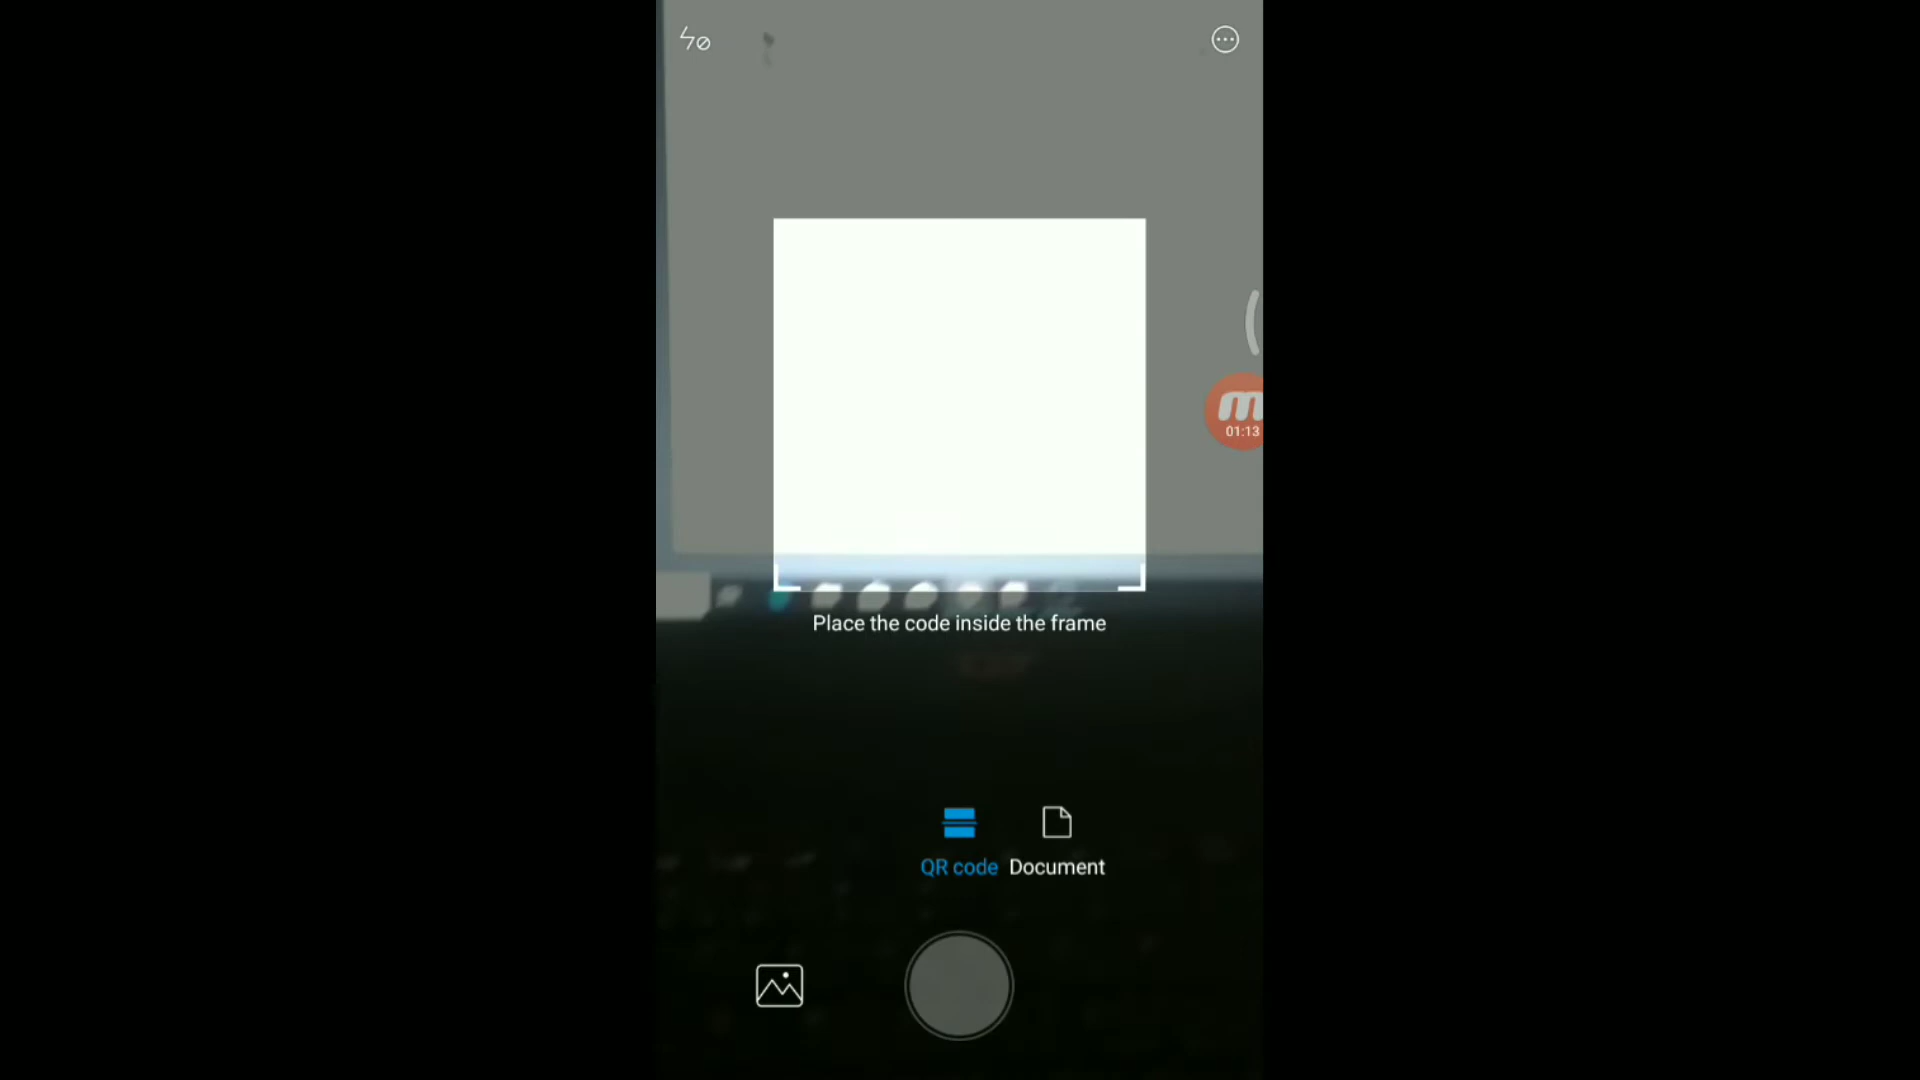 01:13
Place the code inside the frame
QR code Document